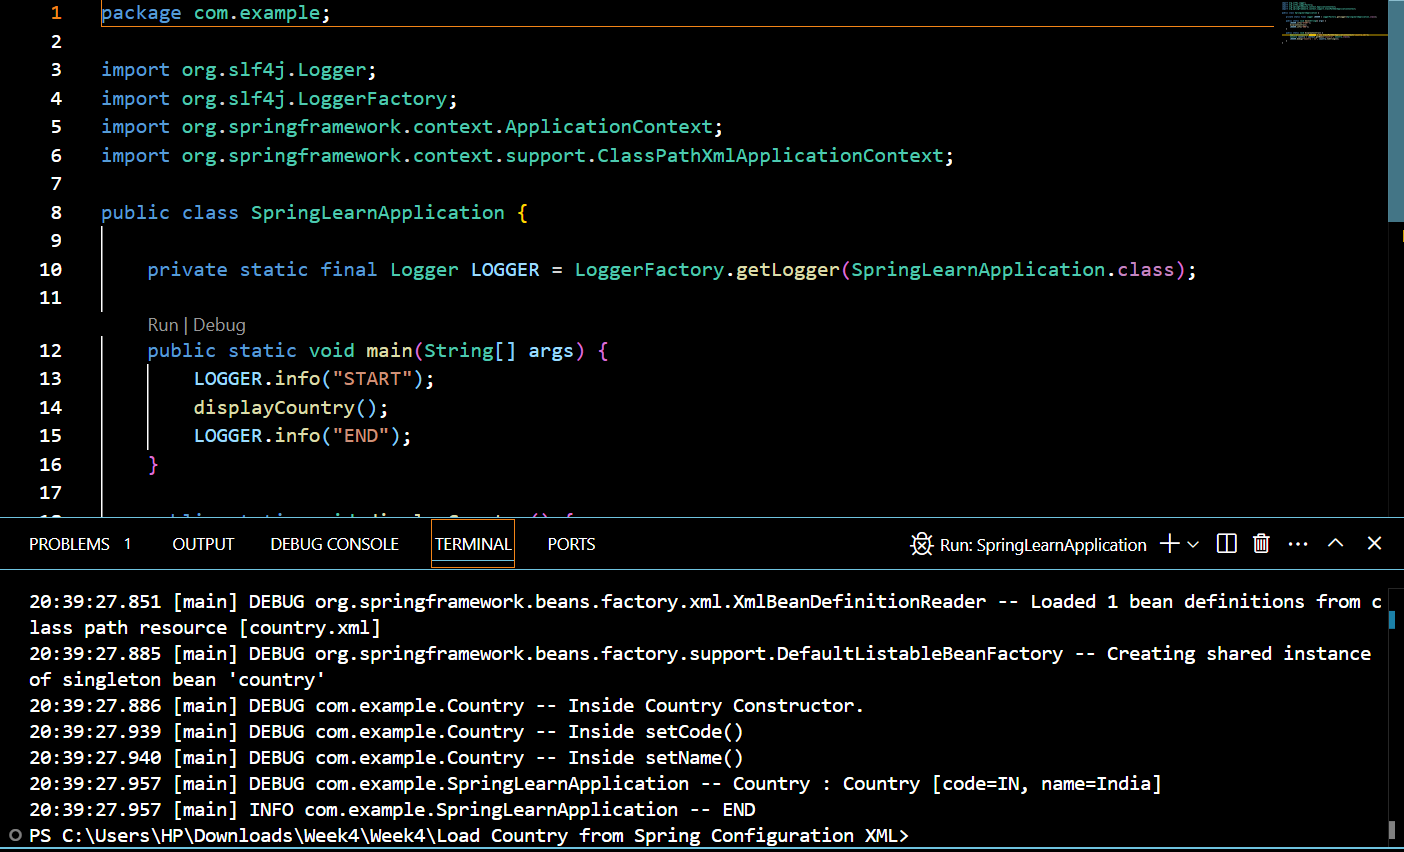 1 package com.example;
2
3 import org.slf4j.Logger;
4 import org.slf4j.LoggerFactory;
5 import org.springframework.context.ApplicationContext;
6 import org.springframework.context.support.ClassPathXmlApplicationContext;
7
8 public class SpringLearnApplication {
9
10 private static final Logger LOGGER = LoggerFactory.getLogger(SpringLearnApplication.class);
11
Run | Debug
12 public static void main(String[] args) {
13 LOGGER.info("START");
14 displayCountry();
15 LOGGER.info("END");
16 }
17
PROBLEMS 1 OUTPUT DEBUG CONSOLE TERMINAL PORTS Run: SpringLearnApplication
20:39:27.851 [main] DEBUG org.springframework.beans.factory.xml.XmlBeanDefinitionReader -- Loaded 1 bean definitions from c
lass path resource [country.xml]
20:39:27.885 [main] DEBUG org.springframework.beans.factory.support.DefaultListableBeanFactory -- Creating shared instance
of singleton bean 'country'
20:39:27.886 [main] DEBUG com.example.Country -- Inside Country Constructor.
20:39:27.939 [main] DEBUG com.example.Country -- Inside setCode()
20:39:27.940 [main] DEBUG com.example.Country -- Inside setName()
20:39:27.957 [main] DEBUG com.example.SpringLearnApplication -- Country : Country [code=IN, name=India]
20:39:27.957 [main] INFO com.example.SpringLearnApplication -- END
PS C:\Users\HP\Downloads\Week4\Week4\Load Country from Spring Configuration XML>